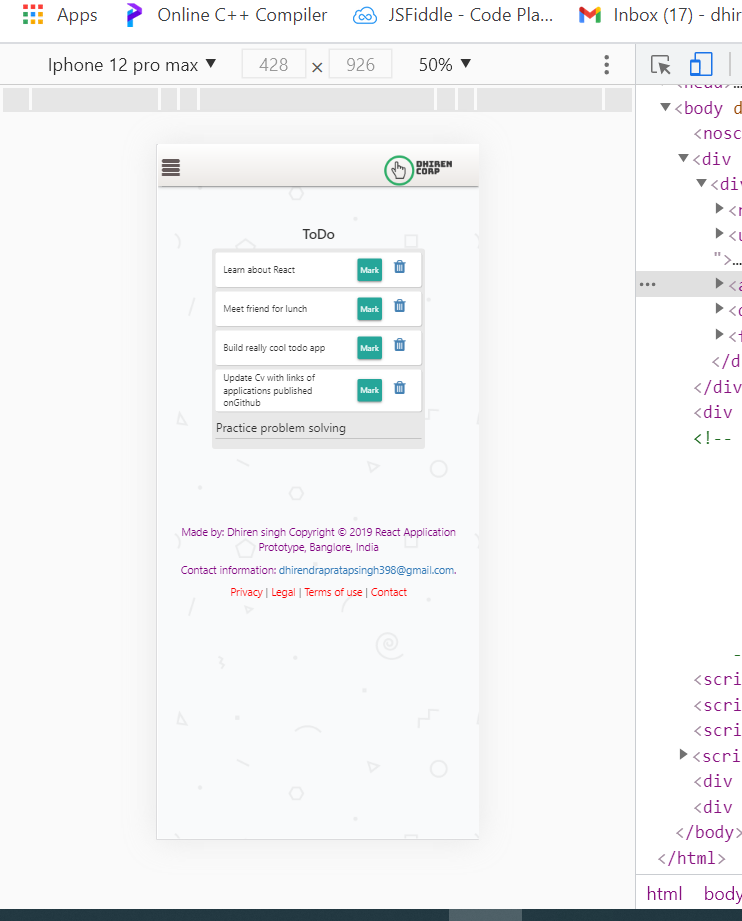 Apps
Online C++ Compiler
JSFiddle - Code Pla...
Inbox (17) - dhir
Iphone 12 pro max ▼
428 × 926
50% ▼
DHIREN
CORP
ToDo
Learn about React
Mark
Meet friend for lunch
Mark
Build really cool todo app
Mark
Update Cv with links of
applications published
onGithub
Mark
Practice problem solving
Made by: Dhiren singh Copyright © 2019 React Application
Prototype, Banglore, India
Contact information: dhirendrapratapsingh398@gmail.com.
Privacy | Legal | Terms of use | Contact
▼<body d
<nosc
▼<div
▼<di
">…
</d
</div
<div
<!--
<scri
<scri
<scri
<scri
<div
<div
</body>
</html>
html body